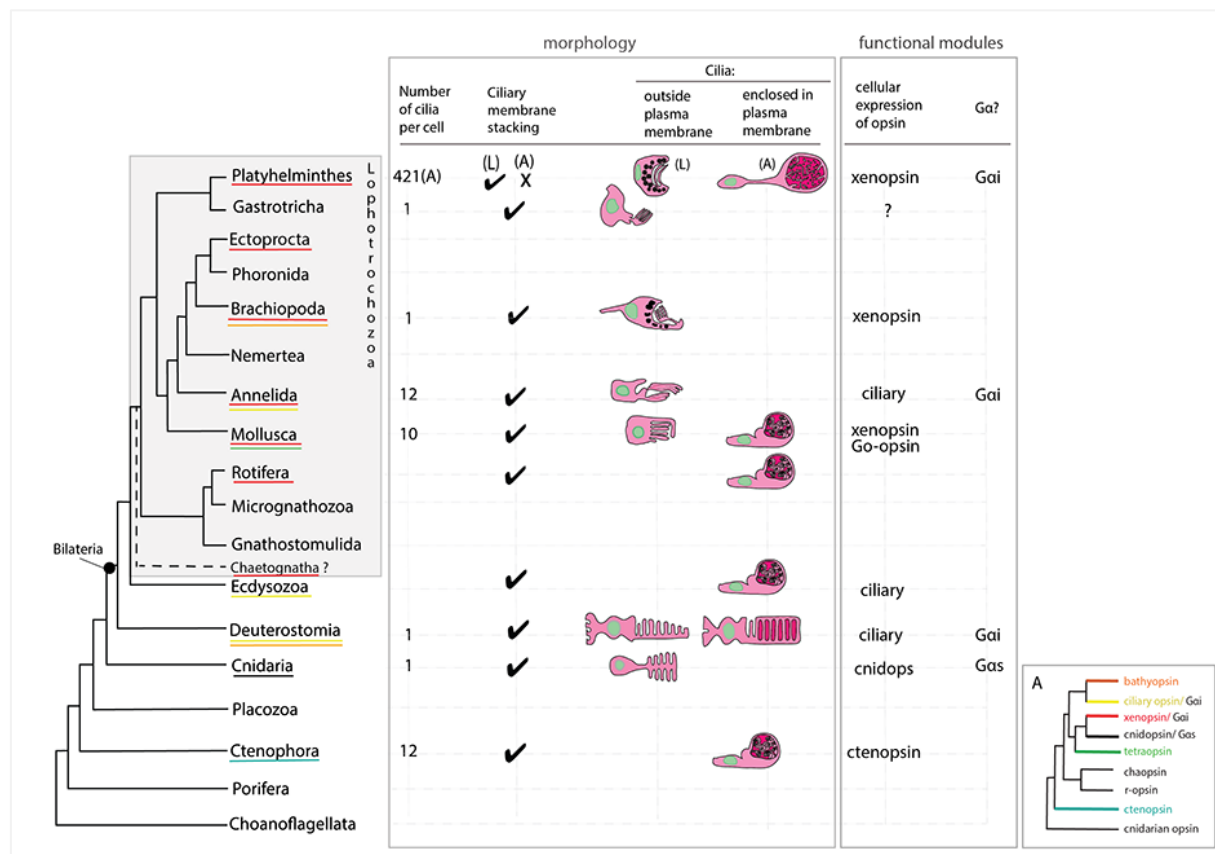 morphology
functional modules
Cilia:
Number
of cilia
per cell
Ciliary
membrane
stacking
outside
plasma
membrane
enclosed in
plasma
membrane
cellular
expression
of opsin
Gα?
Lophotrochozoa
Platyhelminthes
421(A)
(L)
(A)
✔
X
(L)
(A)
xenopsin
Gαi
Gastrotricha
1
✔
?
Ectoprocta
Phoronida
Brachiopoda
1
✔
xenopsin
Nemertea
Annelida
12
✔
ciliary
Gαi
Mollusca
10
✔
xenopsin
Go-opsin
Rotifera
✔
Micrognathozoa
Gnathostomulida
Bilateria
Chaetognatha ?
Ecdysozoa
✔
ciliary
Deuterostomia
1
✔
ciliary
Gαi
Cnidaria
1
✔
cnidops
Gαs
Placozoa
Ctenophora
12
✔
ctenopsin
Porifera
Choanoflagellata
A
bathyopsin
ciliary opsin/ Gαi
xenopsin/ Gαi
cnidopsin/ Gαs
tetraopsin
chaopsin
r-opsin
ctenopsin
cnidarian opsin